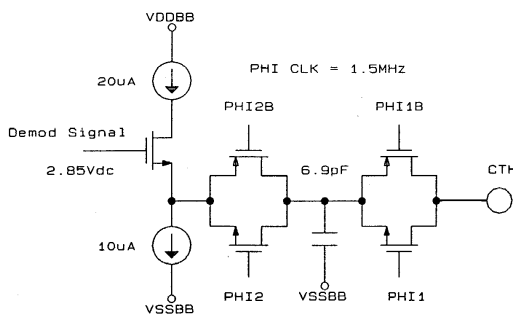 VDDBB
20uA
PHI CLK = 1.5MHz
PHI2B
PHI1B
Demod Signal
2.85Vdc
6.9pF
CTH
10uA
PHI2
VSSBB
PHI1
VSSBB